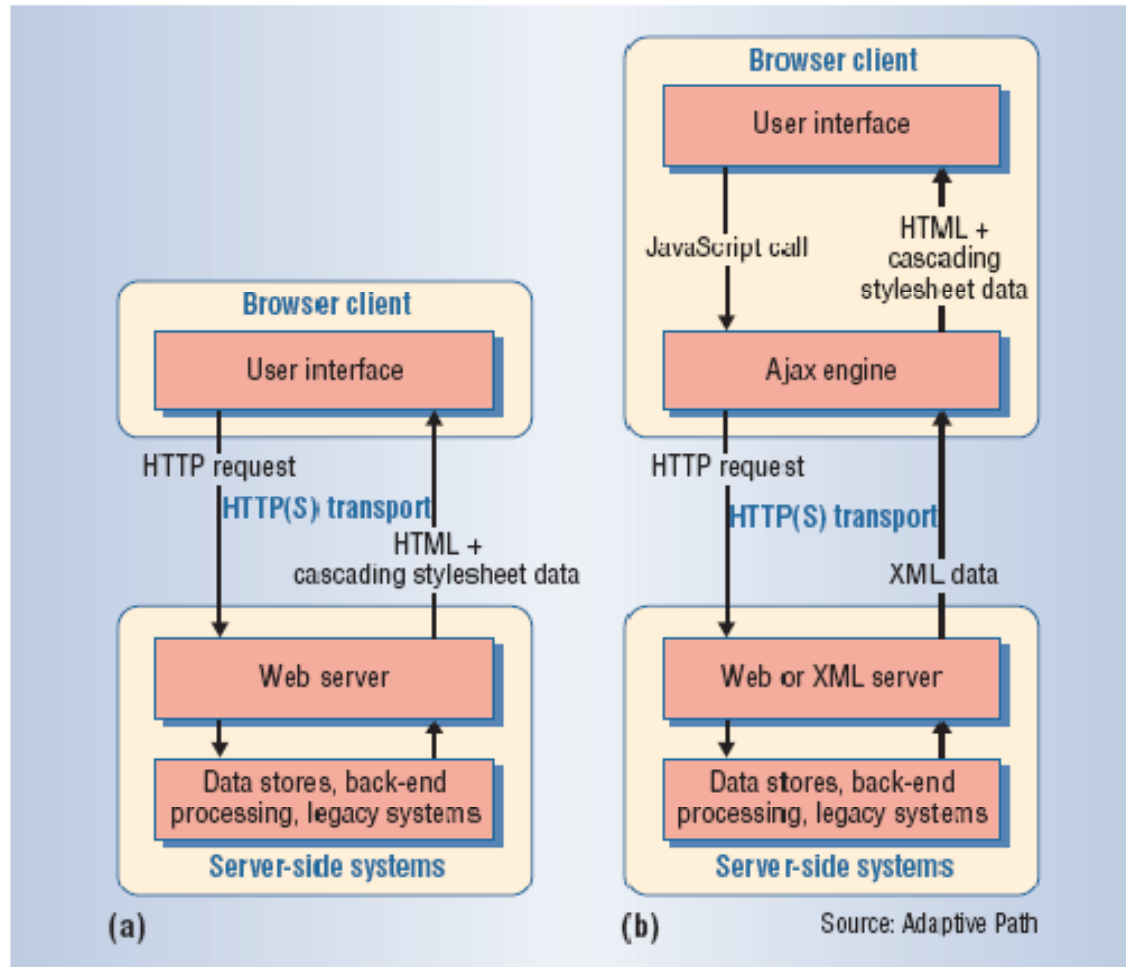 Browser client
User interface
HTTP request
HTTP(S) transport
HTML +
cascading stylesheet data
Web server
Data stores, back-end
processing, legacy systems
Server-side systems
(a)
Browser client
User interface
JavaScript call
HTML +
cascading
stylesheet data
Ajax engine
HTTP request
HTTP(S) transport
XML data
Web or XML server
Data stores, back-end
processing, legacy systems
Server-side systems
(b)
Source: Adaptive Path